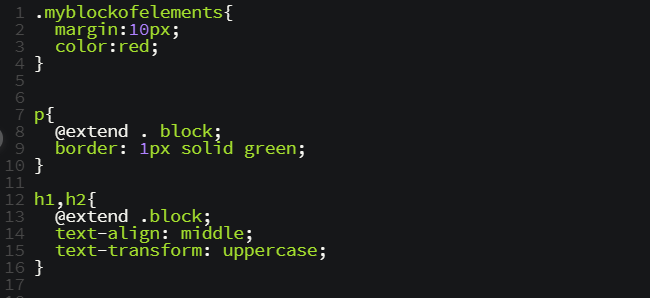 1 .myblockofelements{
2   margin:10px;
3   color:red;
4 }
5
6
7 p{
8   @extend . block;
9   border: 1px solid green;
10 }
11
12 h1,h2{
13   @extend .block;
14   text-align: middle;
15   text-transform: uppercase;
16 }
17